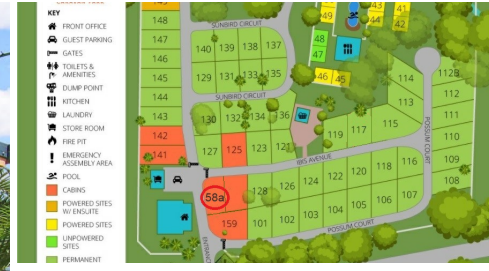 KEY
FRONT OFFICE
GUEST PARKING
GATES
TOILETS &
AMENITIES
DUMP POINT
KITCHEN
LAUNDRY
STORE ROOM
FIRE PIT
EMERGENCY
ASSEMBLY AREA
POOL
CABINS
POWERED SITES
W/ ENSUITE
POWERED SITES
UNPOWERED
SITES
PERMANENT
148
147
146
145
144
143
142
141
SUNBIRD CIRCUIT
140 139 138 137
129 131 133 135
SUNBIRD CIRCUIT
130 132 134 136
127 125 123 121
49
44 41
43 42
48
47
46 45
119 117 115
114
113
112B
112
111
110
109
108
POSSUM COURT
IBIS AVENUE
58a
128 126 124 122 120 118 116
159 101 102 103 104 105 106 107
POSSUM COURT
ENTRANCE